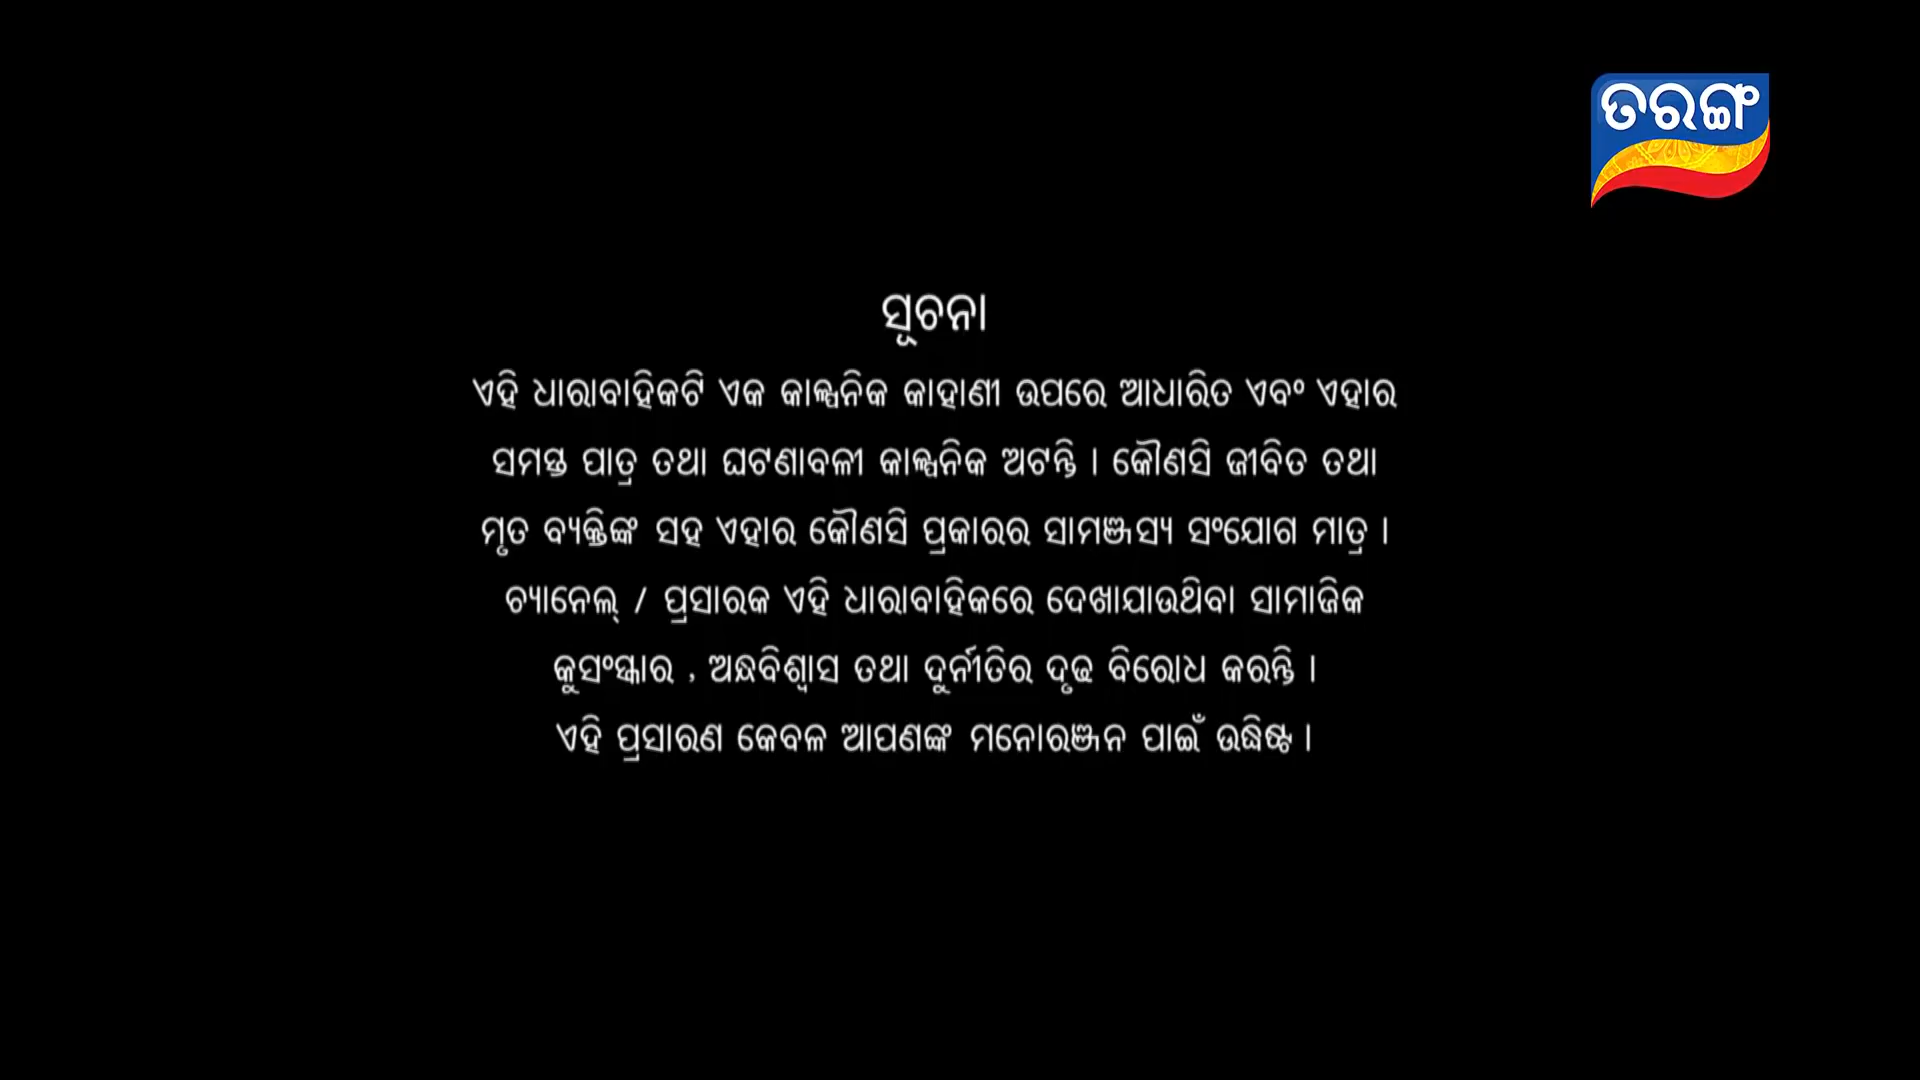 ତରଙ୍ଗ
ସୂଚନା
ଏହି ଧାରାବାହିକଟି ଏକ କାଳ୍ପନିକ କାହାଣୀ ଉପରେ ଆଧାରିତ ଏବଂ ଏହାର
ସମସ୍ତ ପାତ୍ର ତଥା ଘଟଣାବଳୀ କାଳ୍ପନିକ ଅଟନ୍ତି । କୌଣସି ଜୀବିତ ତଥା
ମୃତ ବ୍ୟକ୍ତିଙ୍କ ସହ ଏହାର କୌଣସି ପ୍ରକାରର ସାମଞ୍ଜସ୍ୟ ସଂଯୋଗ ମାତ୍ର ।
ଚ୍ୟାନେଲ୍ / ପ୍ରସାରକ ଏହି ଧାରାବାହିକରେ ଦେଖାଯାଉଥିବା ସାମାଜିକ
କୁସଂସ୍କାର , ଅନ୍ଧବିଶ୍ୱାସ ତଥା ଦୁର୍ନୀତିର ଦୃଢ ବିରୋଧ କରନ୍ତି ।
ଏହି ପ୍ରସାରଣ କେବଳ ଆପଣଙ୍କ ମନୋରଞ୍ଜନ ପାଇଁ ଉଦ୍ଧିଷ୍ଟ ।